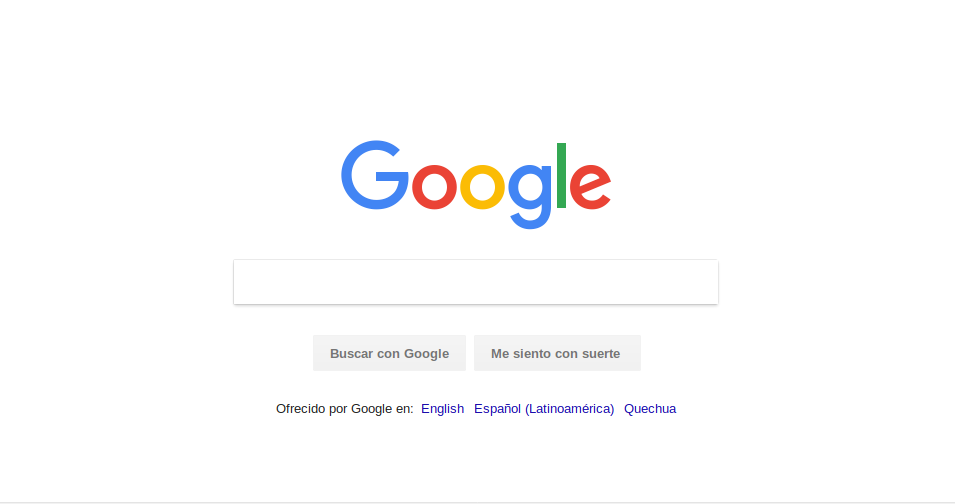 Google
Buscar con Google Me siento con suerte
Ofrecido por Google en: English Español (Latinoamérica) Quechua